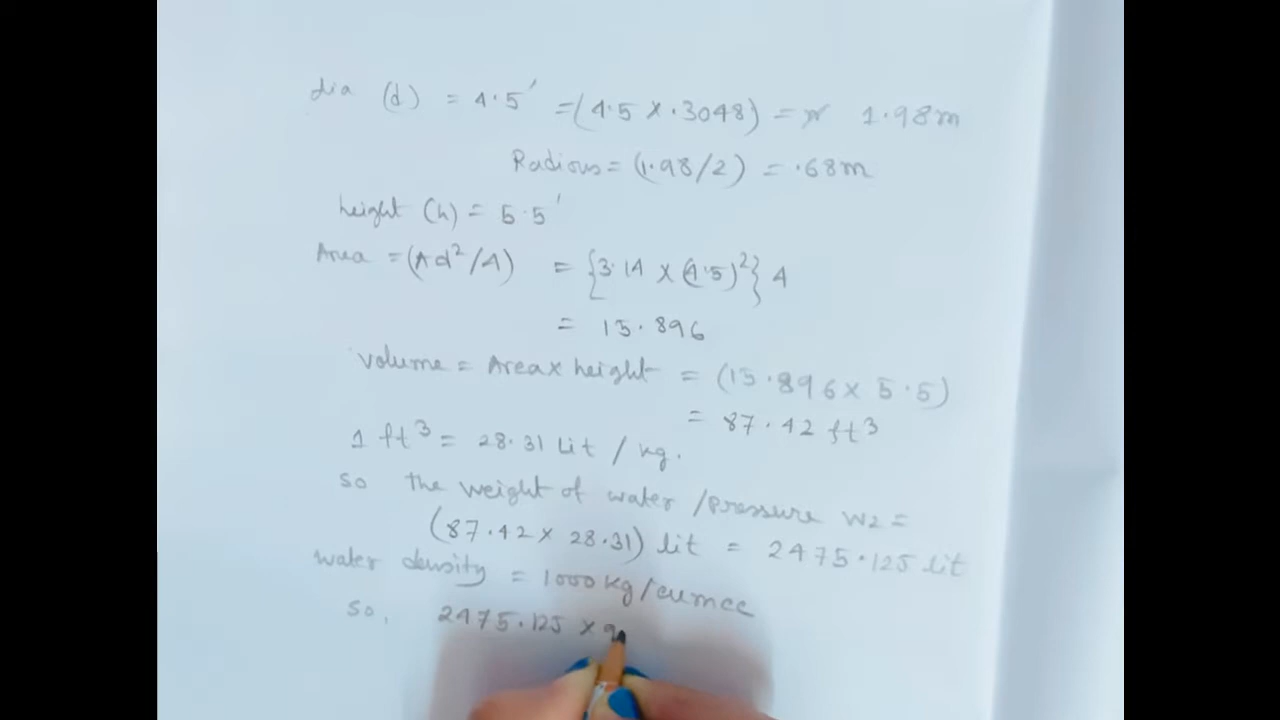 dia (d) = 4.5' = (4.5 x .3048) = 1.98m
Radious = (1.98/2) = .68m
height (h) = 5.5'
Area = (πd²/4) = {3.14 x (4.5)²} 4
= 15.896
volume = Area x height = (15.896 x 5.5)
= 87.42 ft³
1 ft³ = 28.31 Lit / kg.
so the weight of water / pressure W2 =
(87.42 x 28.31) lit = 2475.125 lit
water density = 1000 kg/cumec
so, 2475.125 x 9